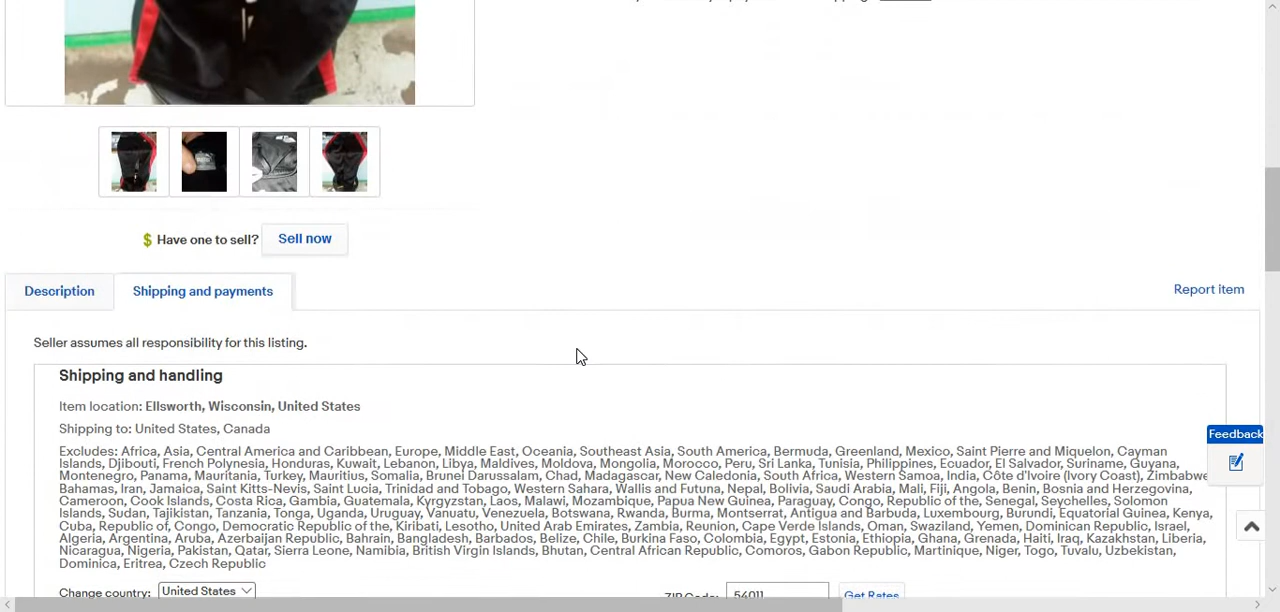 $ Have one to sell? Sell now
Description
Shipping and payments
Report item
Seller assumes all responsibility for this listing.
Shipping and handling
Item location: Ellsworth, Wisconsin, United States
Shipping to: United States, Canada
Excludes: Africa, Asia, Central America and Caribbean, Europe, Middle East, Oceania, Southeast Asia, South America, Bermuda, Greenland, Mexico, Saint Pierre and Miquelon, Cayman
Islands, Djibouti, French Polynesia, Honduras, Kuwait, Lebanon, Libya, Maldives, Moldova, Mongolia, Morocco, Peru, Sri Lanka, Tunisia, Philippines, Ecuador, El Salvador, Suriname, Guyana,
Montenegro, Panama, Mauritania, Turkey, Mauritius, Somalia, Brunei Darussalam, Chad, Madagascar, New Caledonia, South Africa, Western Samoa, India, Côte d'Ivoire (Ivory Coast), Zimbabwe
Bahamas, Iran, Jamaica, Saint Kitts-Nevis, Saint Lucia, Trinidad and Tobago, Western Sahara, Wallis and Futuna, Nepal, Bolivia, Saudi Arabia, Mali, Fiji, Angola, Benin, Bosnia and Herzegovina,
Cameroon, Cook Islands, Costa Rica, Gambia, Guatemala, Kyrgyzstan, Laos, Malawi, Mozambique, Papua New Guinea, Paraguay, Congo, Republic of the, Senegal, Seychelles, Solomon
Islands, Sudan, Tajikistan, Tanzania, Tonga, Uganda, Uruguay, Vanuatu, Venezuela, Botswana, Rwanda, Burma, Montserrat, Antigua and Barbuda, Luxembourg, Burundi, Equatorial Guinea, Kenya,
Cuba, Republic of, Congo, Democratic Republic of the, Kiribati, Lesotho, United Arab Emirates, Zambia, Reunion, Cape Verde Islands, Oman, Swaziland, Yemen, Dominican Republic, Israel,
Algeria, Argentina, Aruba, Azerbaijan Republic, Bahrain, Bangladesh, Barbados, Belize, Chile, Burkina Faso, Colombia, Egypt, Estonia, Ethiopia, Ghana, Grenada, Haiti, Iraq, Kazakhstan, Liberia,
Nicaragua, Nigeria, Pakistan, Qatar, Sierra Leone, Namibia, British Virgin Islands, Bhutan, Central African Republic, Comoros, Gabon Republic, Martinique, Niger, Togo, Tuvalu, Uzbekistan,
Dominica, Eritrea, Czech Republic
Change country: United States
ZIP Code: 54011 Get Rates
Feedback